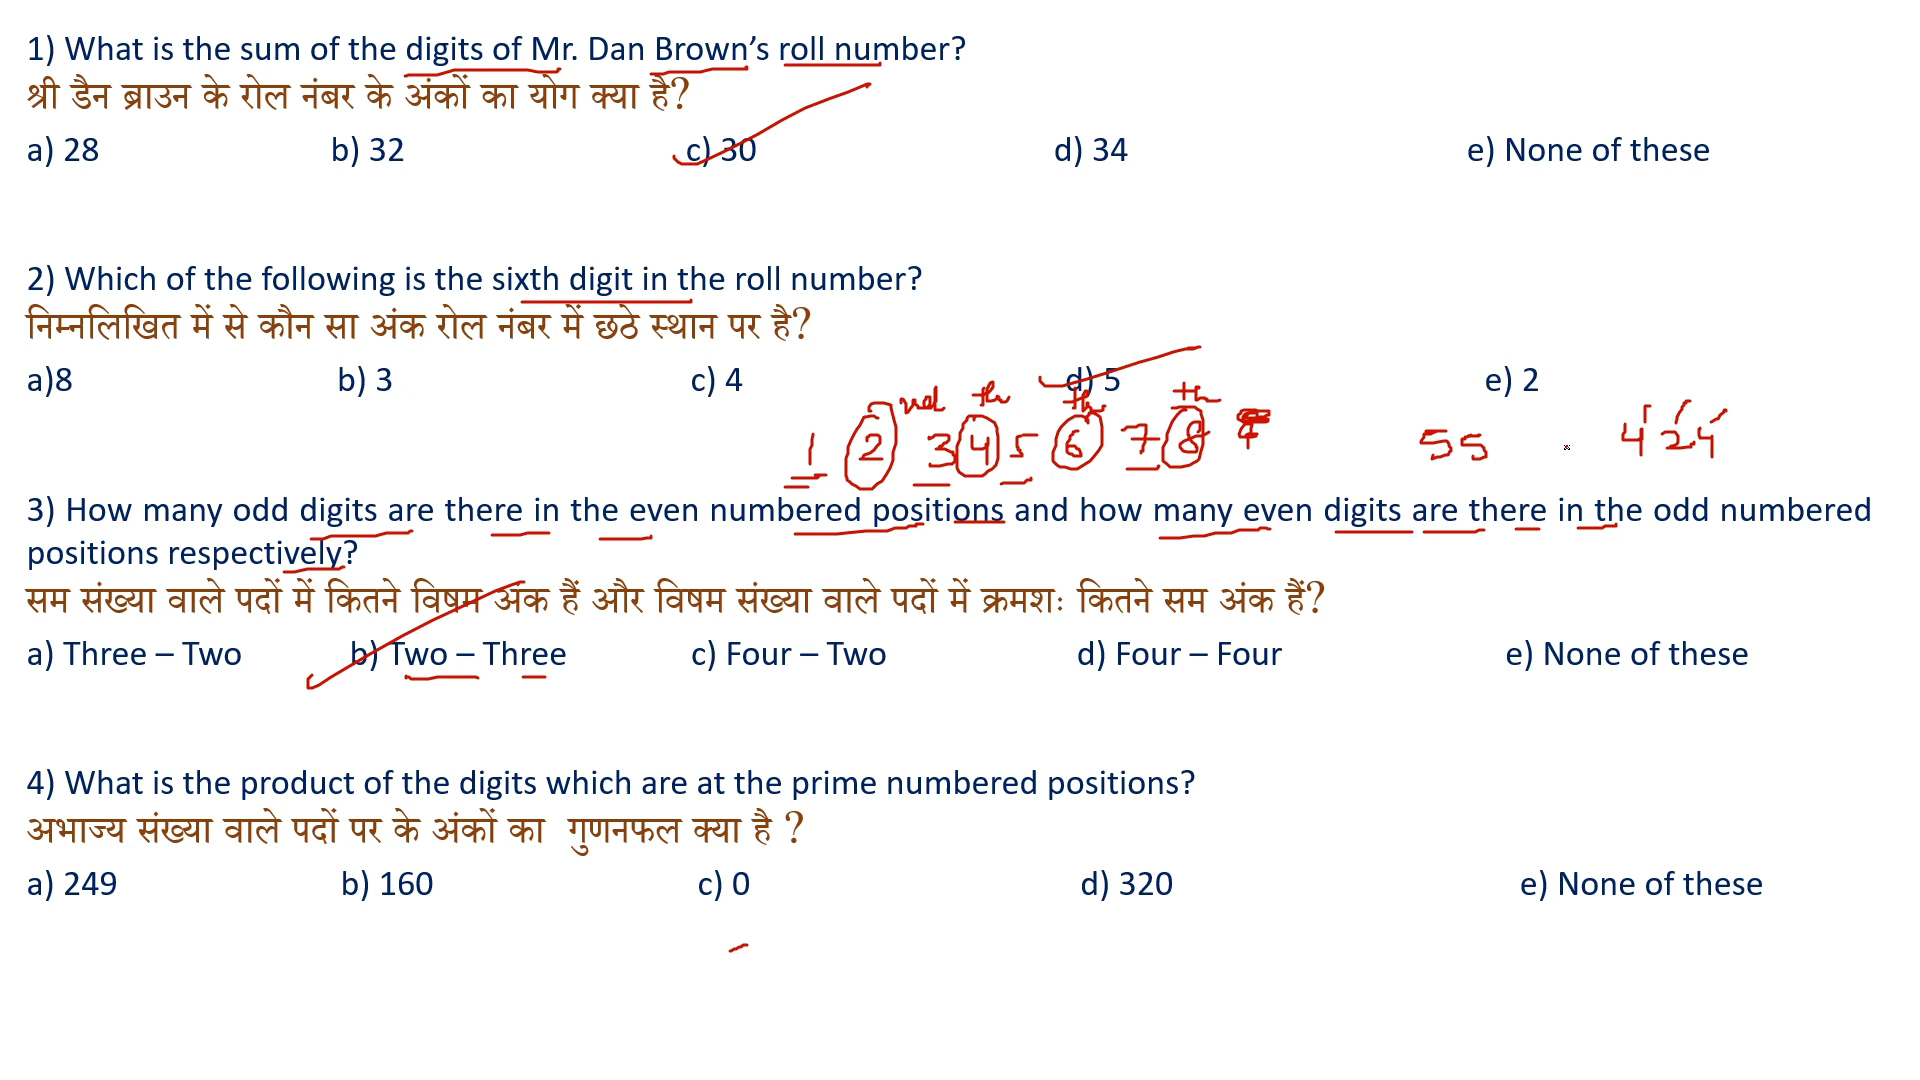 1) What is the sum of the digits of Mr. Dan Brown’s roll number?
श्री डैन ब्राउन के रोल नंबर के अंकों का योग क्या है?
a) 28 b) 32 c) 30 d) 34 e) None of these
2) Which of the following is the sixth digit in the roll number?
निम्नलिखित में से कौन सा अंक रोल नंबर में छठे स्थान पर है?
a)8 b) 3 c) 4 d) 5 e) 2
nd th th th
1 2 3 4 5 6 7 8 55 424
3) How many odd digits are there in the even numbered positions and how many even digits are there in the odd numbered
positions respectively?
सम संख्या वाले पदों में कितने विषम अंक हैं और विषम संख्या वाले पदों में क्रमशः कितने सम अंक हैं?
a) Three – Two b) Two – Three c) Four – Two d) Four – Four e) None of these
4) What is the product of the digits which are at the prime numbered positions?
अभाज्य संख्या वाले पदों पर के अंकों का गुणनफल क्या है ?
a) 249 b) 160 c) 0 d) 320 e) None of these